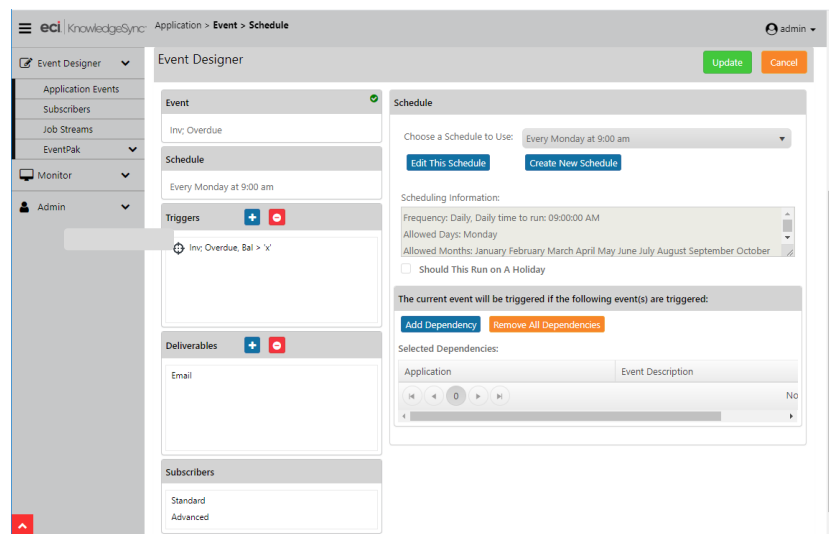 eci KnowledgeSync
Application > Event > Schedule
admin
Event Designer
Application Events
Subscribers
Job Streams
EventPak
Monitor
Admin
Event Designer
Update
Cancel
Event
Inv; Overdue
Schedule
Every Monday at 9:00 am
Triggers
Inv; Overdue, Bal > 'x'
Deliverables
Email
Subscribers
Standard
Advanced
Schedule
Choose a Schedule to Use:
Every Monday at 9:00 am
Edit This Schedule
Create New Schedule
Scheduling Information:
Frequency: Daily, Daily time to run: 09:00:00 AM
Allowed Days: Monday
Allowed Months: January February March April May June July August September October
Should This Run on A Holiday
The current event will be triggered if the following event(s) are triggered:
Add Dependency
Remove All Dependencies
Selected Dependencies:
Application
Event Description
0
No